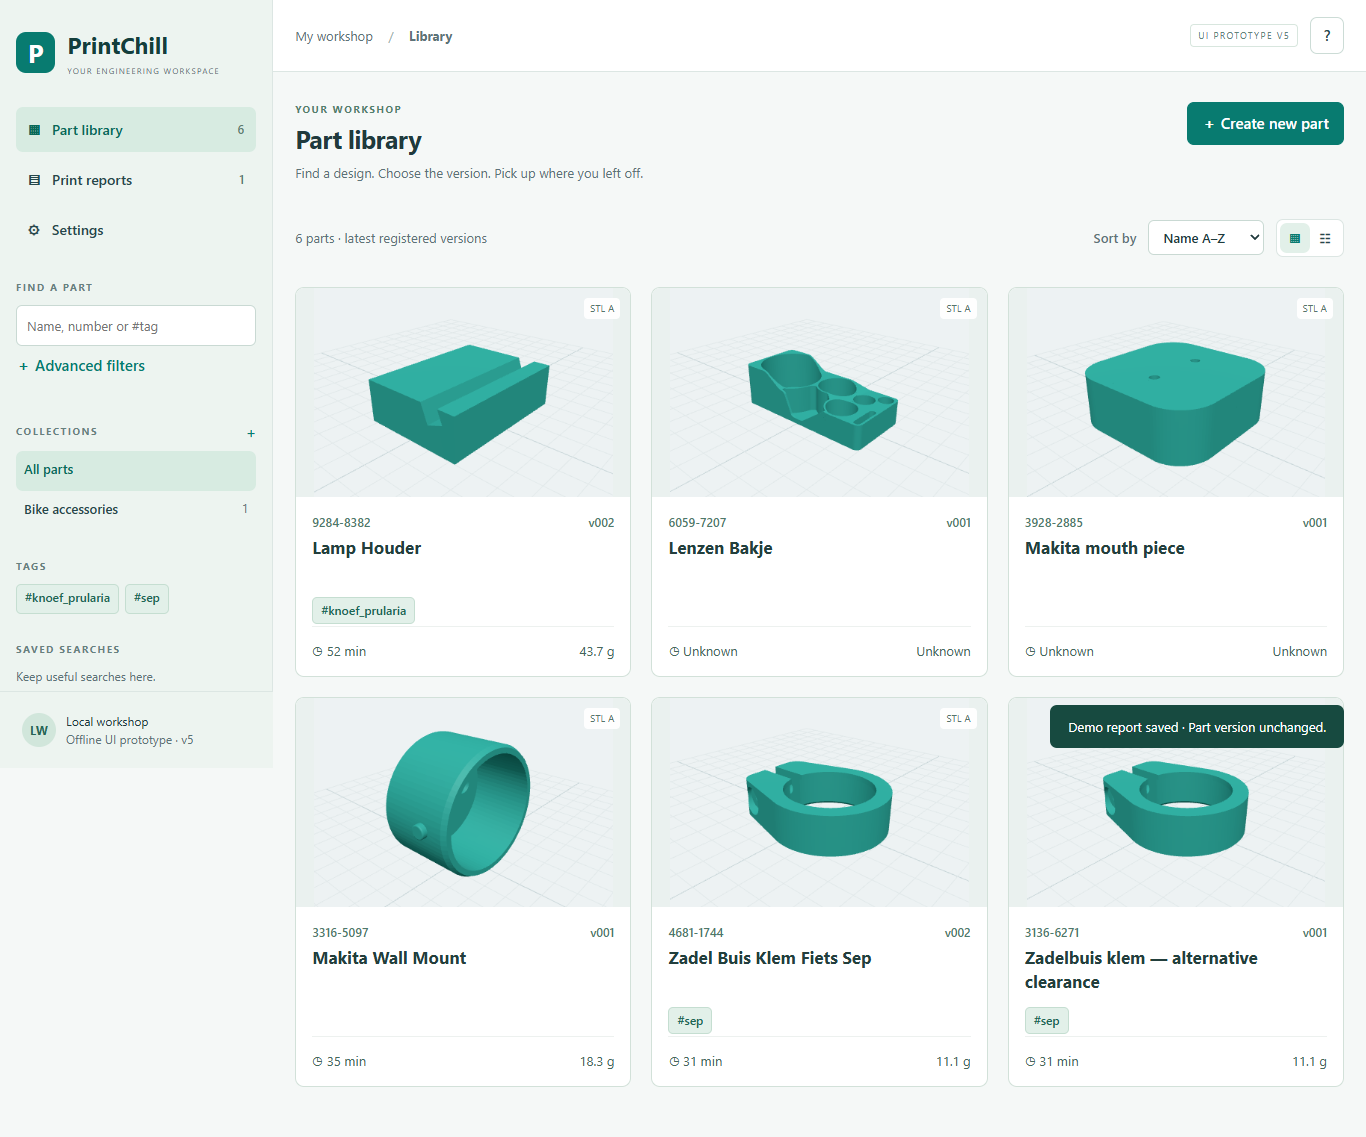 P
PrintChill
YOUR ENGINEERING WORKSPACE
Part library 6
Print reports 1
Settings
FIND A PART
Name, number or #tag
+ Advanced filters
COLLECTIONS +
All parts
Bike accessories 1
TAGS
#knoef_prularia #sep
SAVED SEARCHES
Keep useful searches here.
LW
Local workshop
Offline UI prototype · v5
My workshop / Library
UI PROTOTYPE V5
?
YOUR WORKSHOP
Part library
Find a design. Choose the version. Pick up where you left off.
+ Create new part
6 parts · latest registered versions
Sort by Name A–Z
STL A
9284-8382 v002
Lamp Houder
#knoef_prularia
52 min 43.7 g
STL A
6059-7207 v001
Lenzen Bakje
Unknown Unknown
STL A
3928-2885 v001
Makita mouth piece
Unknown Unknown
STL A
3316-5097 v001
Makita Wall Mount
35 min 18.3 g
STL A
4681-1744 v002
Zadel Buis Klem Fiets Sep
#sep
31 min 11.1 g
Demo report saved · Part version unchanged.
3136-6271 v001
Zadelbuis klem — alternative
clearance
#sep
31 min 11.1 g